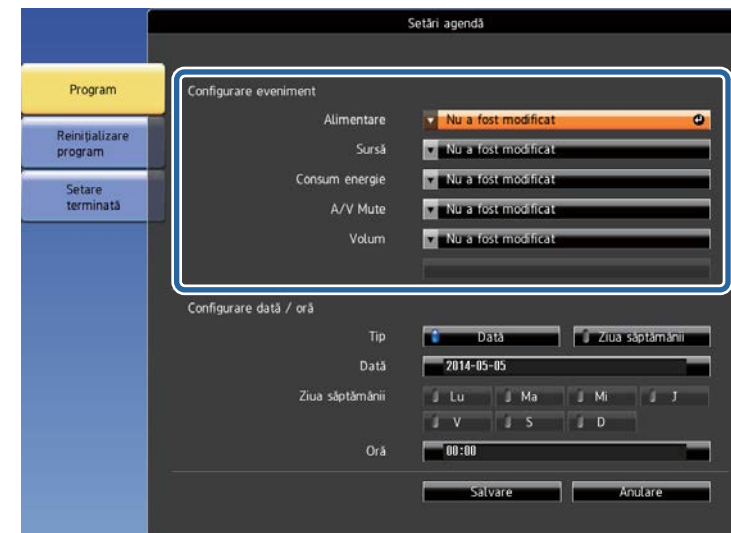 Setări agendă
Program
Reinițializare
program
Setare
terminată
Configurare eveniment
Alimentare Nu a fost modificat
Sursă Nu a fost modificat
Consum energie Nu a fost modificat
A/V Mute Nu a fost modificat
Volum Nu a fost modificat
Configurare dată / oră
Tip Dată Ziua săptămânii
Dată 2014-05-05
Ziua săptămânii Lu Ma Mi J
V S D
Oră 00:00
Salvare Anulare